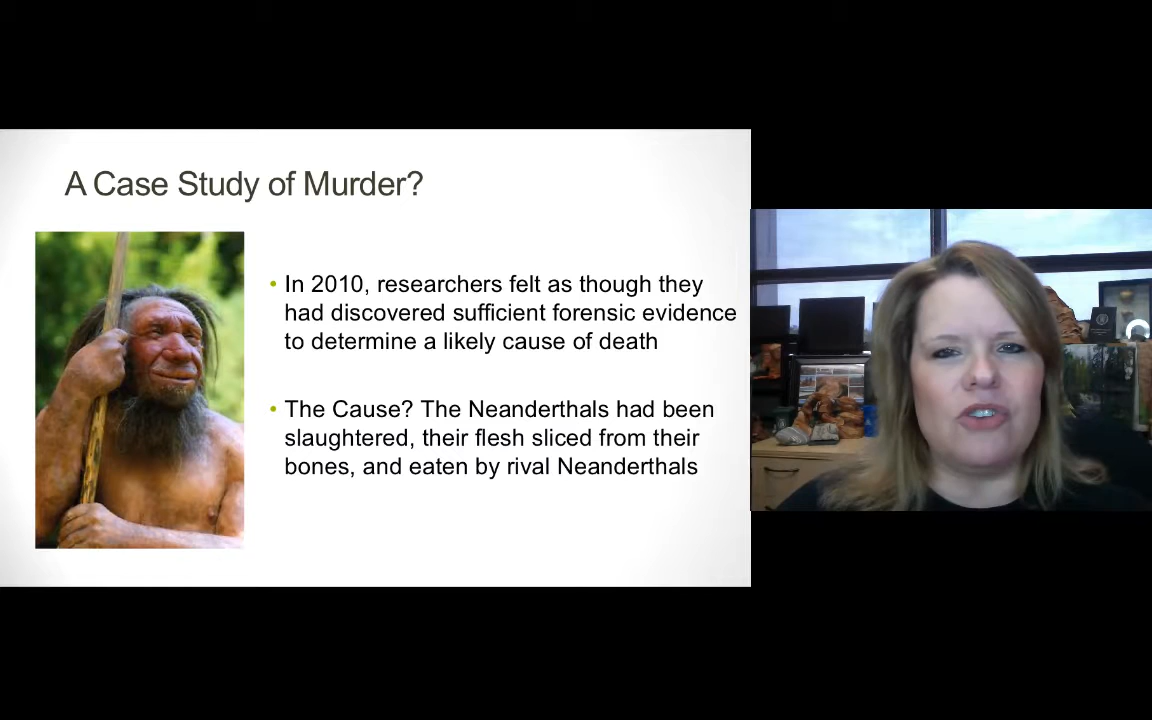 A Case Study of Murder?
• In 2010, researchers felt as though they
had discovered sufficient forensic evidence
to determine a likely cause of death
• The Cause? The Neanderthals had been
slaughtered, their flesh sliced from their
bones, and eaten by rival Neanderthals